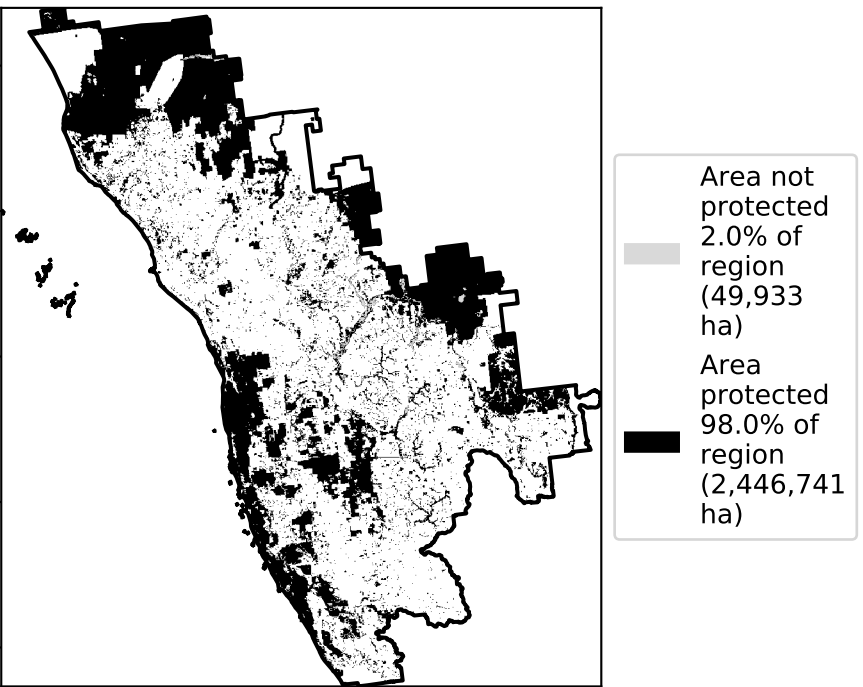 Area not
protected
2.0% of
region
(49,933
ha)
Area
protected
98.0% of
region
(2,446,741
ha)